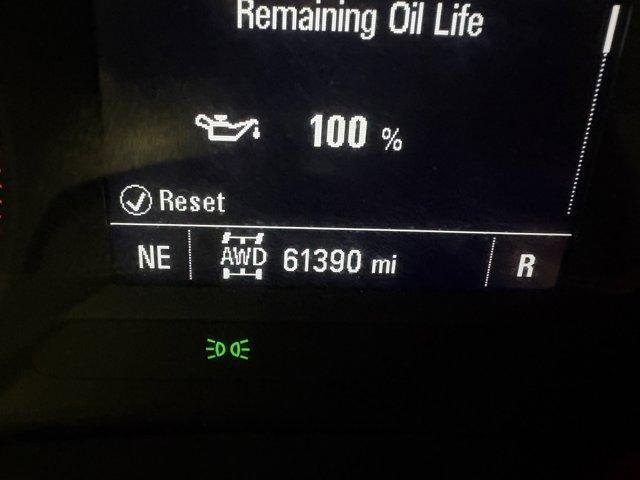 Remaining Oil Life
100 %
Reset
NE AWD 61390 mi R